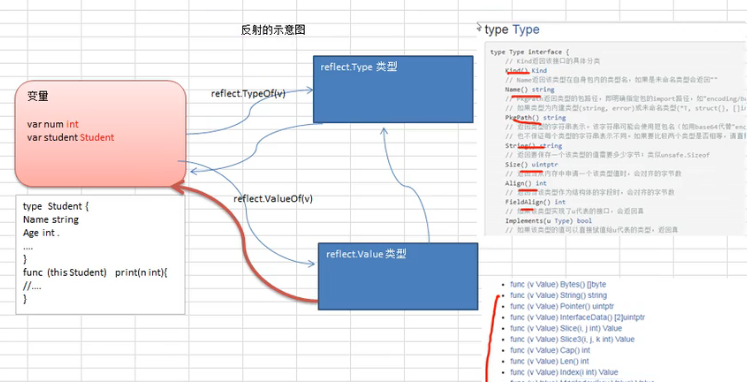 反射的示意图
变量
var num int
var student Student
reflect.TypeOf(v)
reflect.Type 类型
reflect.ValueOf(v)
reflect.Value 类型
type Student {
Name string
Age int .
....
}
func (this Student) print(n int){
//....
}
type Type
type Type interface {
// Kind返回该接口的具体分类
Kind() Kind
// Name返回该类型在自身包内的类型名，如果是未命名类型会返回""
Name() string
// PkgPath返回类型的包路径，即明确指定包的import路径，如"encoding/ba
// 如果类型为内建类型(string, error)或未命名类型(*T, struct{}, []in
PkgPath() string
// 返回类型的字符串表示。该字符串可能会使用短包名（如用base64代替"enc
// 也不保证每个类型的字符串表示不同。如果要比较两个类型是否相等，请直
String() string
// 返回要保存一个该类型的值需要多少字节；类似unsafe.Sizeof
Size() uintptr
// 返回当从内存中申请一个该类型值时，会对齐的字节数
Align() int
// 返回当该类型作为结构体的字段时，会对齐的字节数
FieldAlign() int
// 如果该类型实现了u代表的接口，会返回真
Implements(u Type) bool
// 如果该类型的值可以直接赋值给u代表的类型，返回真
func (v Value) Bytes() []byte
func (v Value) String() string
func (v Value) Pointer() uintptr
func (v Value) InterfaceData() [2]uintptr
func (v Value) Slice(i, j int) Value
func (v Value) Slice3(i, j, k int) Value
func (v Value) Cap() int
func (v Value) Len() int
func (v Value) Index(i int) Value